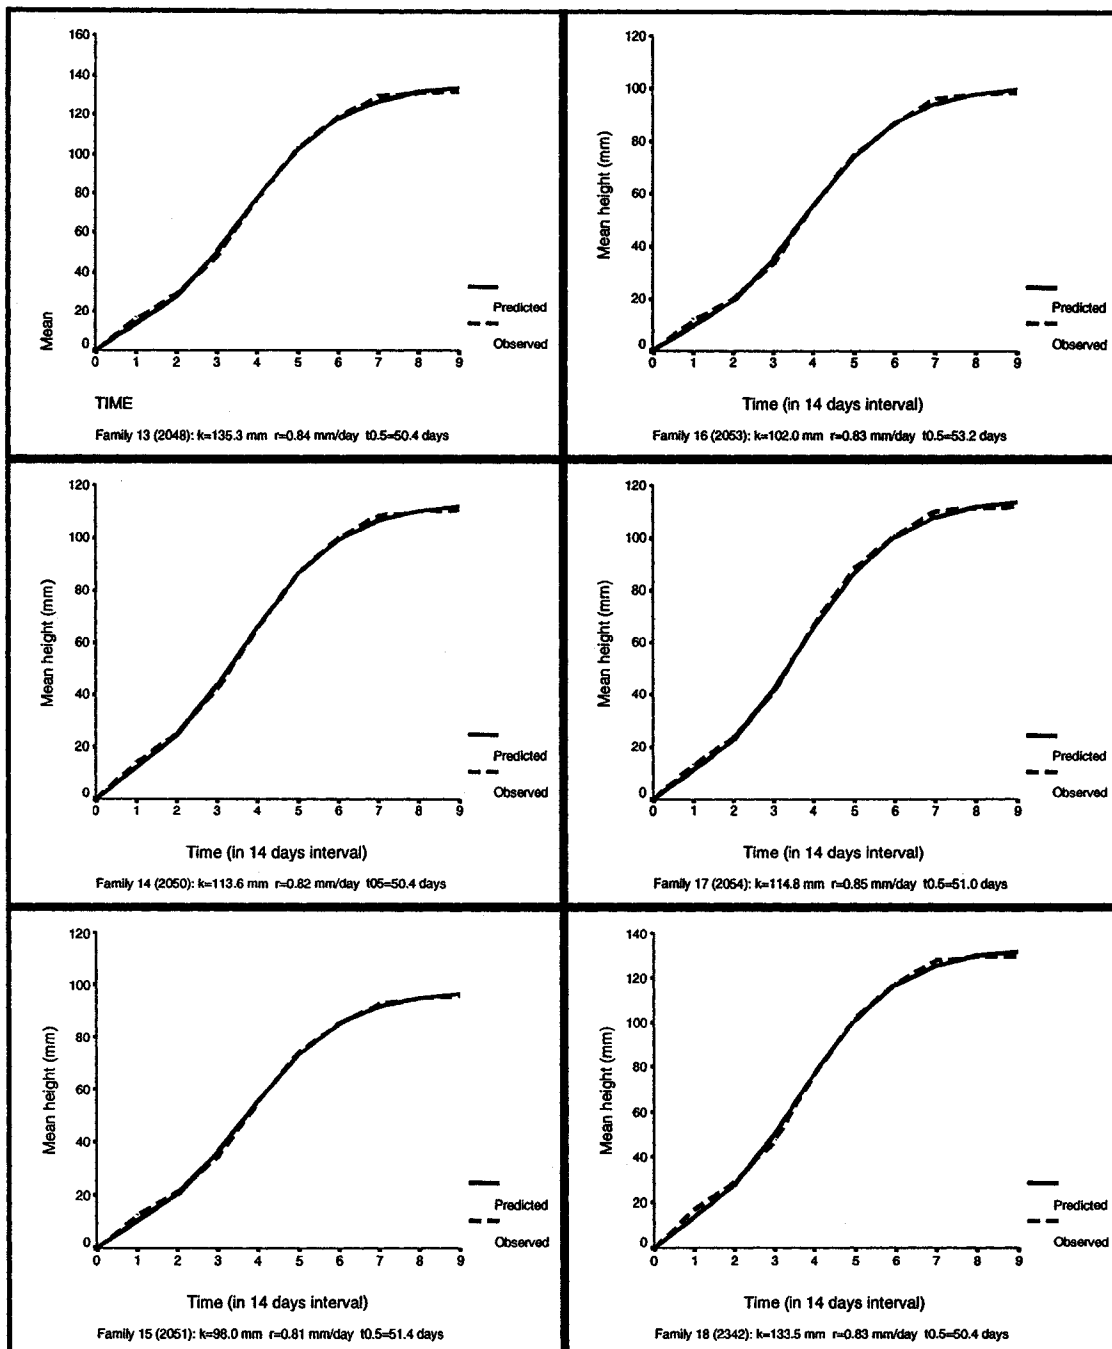 160
140
120
100
80
60
40
20
0
Mean
0 1 2 3 4 5 6 7 8 9
TIME
Predicted
Observed
Family 13 (2048): k=135.3 mm r=0.84 mm/day t0.5=50.4 days
120
100
80
60
40
20
0
Mean height (mm)
0 1 2 3 4 5 6 7 8 9
Time (in 14 days interval)
Predicted
Observed
Family 16 (2053): k=102.0 mm r=0.83 mm/day t0.5=53.2 days
120
100
80
60
40
20
0
Mean height (mm)
0 1 2 3 4 5 6 7 8 9
Time (in 14 days interval)
Predicted
Observed
Family 14 (2050): k=113.6 mm r=0.82 mm/day t05=50.4 days
120
100
80
60
40
20
0
Mean height (mm)
0 1 2 3 4 5 6 7 8 9
Time (in 14 days interval)
Predicted
Observed
Family 17 (2054): k=114.8 mm r=0.85 mm/day t0.5=51.0 days
120
100
80
60
40
20
0
Mean height (mm)
0 1 2 3 4 5 6 7 8 9
Time (in 14 days interval)
Predicted
Observed
Family 15 (2051): k=98.0 mm r=0.81 mm/day t0.5=51.4 days
140
120
100
80
60
40
20
0
Mean height (mm)
0 1 2 3 4 5 6 7 8 9
Time (in 14 days interval)
Predicted
Observed
Family 18 (2342): k=133.5 mm r=0.83 mm/day t0.5=50.4 days